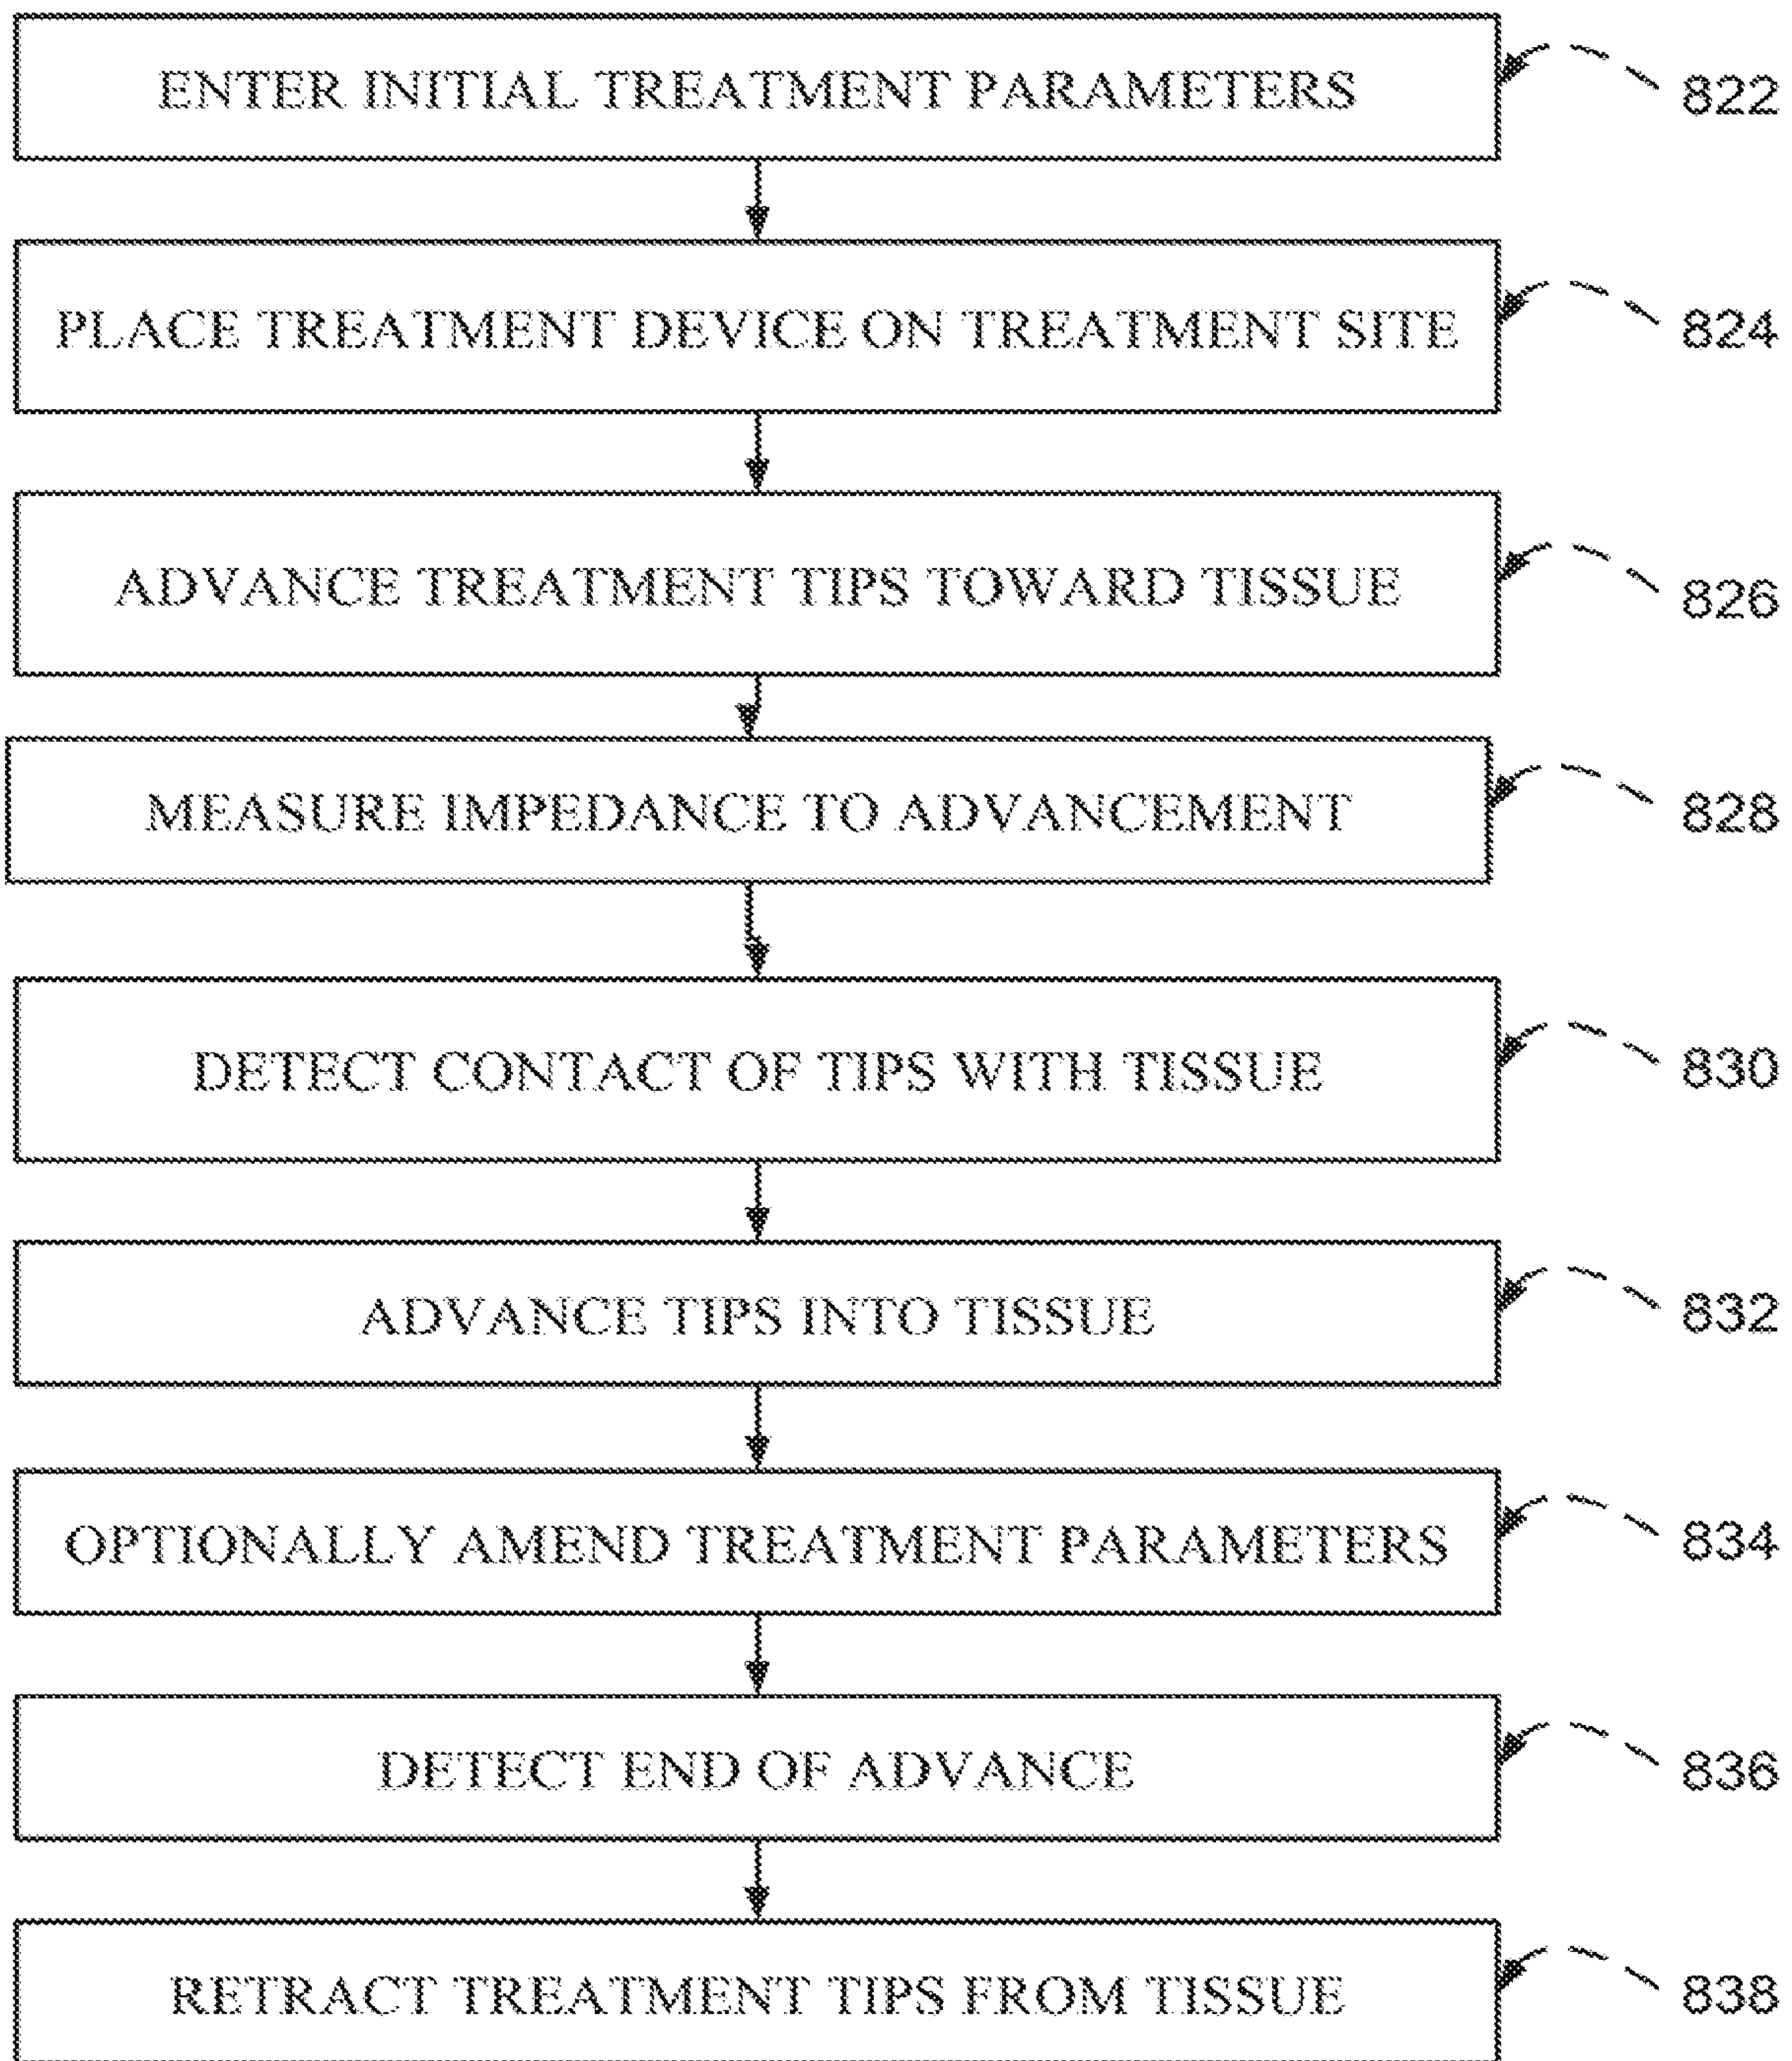 ENTER INITIAL TREATMENT PARAMETERS
822
PLACE TREATMENT DEVICE ON TREATMENT SITE
824
ADVANCE TREATMENT TIPS TOWARD TISSUE
826
MEASURE IMPEDANCE TO ADVANCEMENT
828
DETECT CONTACT OF TIPS WITH TISSUE
830
ADVANCE TIPS INTO TISSUE
832
OPTIONALLY AMEND TREATMENT PARAMETERS
834
DETECT END OF ADVANCE
836
RETRACT TREATMENT TIPS FROM TISSUE
838